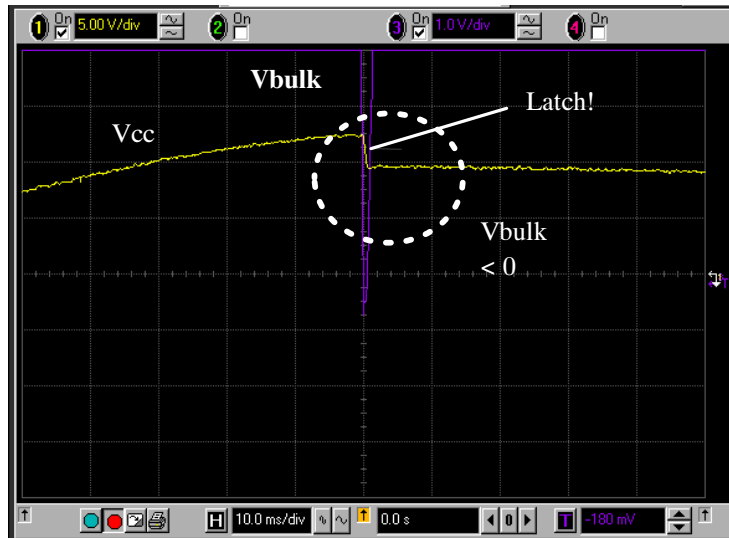 1 On 5.00 V/div 2 On 3 On 1.0 V/div 4 On
Vbulk
Latch!
Vcc
Vbulk
< 0
T
H 10.0 ms/div 0.0 s 0 T -180 mV